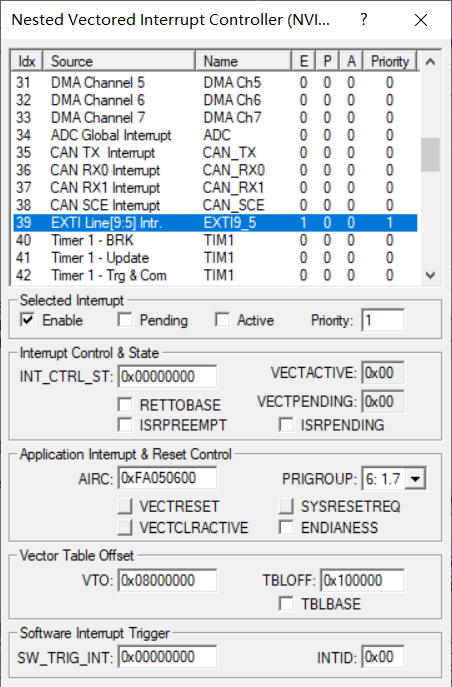 Nested Vectored Interrupt Controller (NVI... ? ×
Idx Source Name E P A Priority
31 DMA Channel 5 DMA Ch5 0 0 0 0
32 DMA Channel 6 DMA Ch6 0 0 0 0
33 DMA Channel 7 DMA Ch7 0 0 0 0
34 ADC Global Interrupt ADC 0 0 0 0
35 CAN TX Interrupt CAN_TX 0 0 0 0
36 CAN RX0 Interrupt CAN_RX0 0 0 0 0
37 CAN RX1 Interrupt CAN_RX1 0 0 0 0
38 CAN SCE Interrupt CAN_SCE 0 0 0 0
39 EXTI Line[9:5] Intr. EXTI9_5 1 0 0 1
40 Timer 1 - BRK TIM1 0 0 0 0
41 Timer 1 - Update TIM1 0 0 0 0
42 Timer 1 - Trg & Com TIM1 0 0 0 0
Selected Interrupt
Enable Pending Active Priority: 1
Interrupt Control & State
INT_CTRL_ST: 0x00000000 VECTACTIVE: 0x00
RETTOBASE VECTPENDING: 0x00
ISRPREEMPT ISRPENDING
Application Interrupt & Reset Control
AIRC: 0xFA050600 PRIGROUP: 6: 1.7
VECTRESET SYSRESETREQ
VECTCLRACTIVE ENDIANESS
Vector Table Offset
VTO: 0x08000000 TBLOFF: 0x100000
TBLBASE
Software Interrupt Trigger
SW_TRIG_INT: 0x00000000 INTID: 0x00